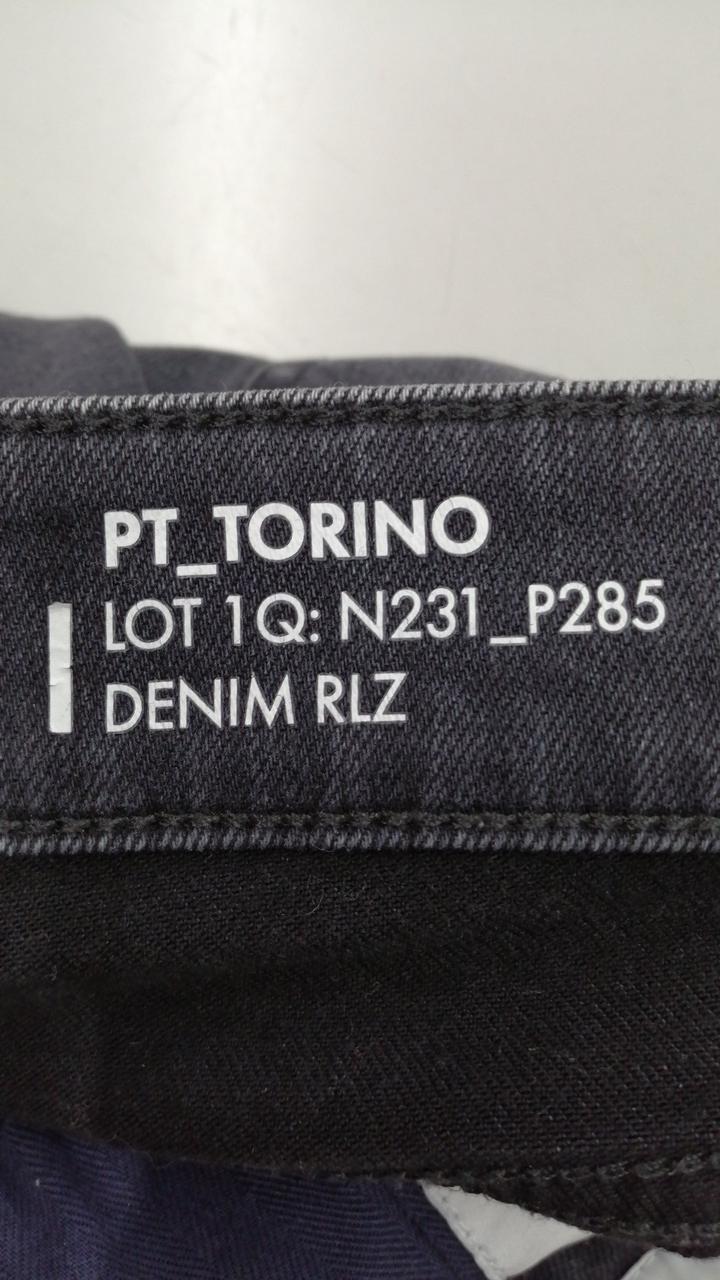 PT_TORINO
LOT 1Q: N231_P285
DENIM RLZ